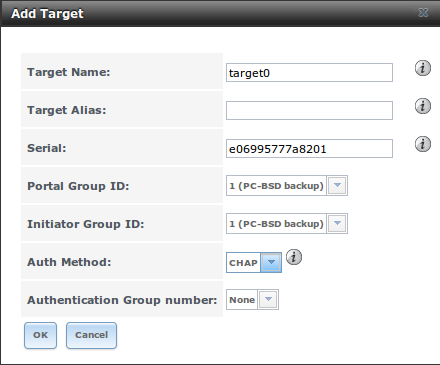 Add Target
Target Name: target0
Target Alias:
Serial: e06995777a8201
Portal Group ID: 1 (PC-BSD backup)
Initiator Group ID: 1 (PC-BSD backup)
Auth Method: CHAP
Authentication Group number: None
OK Cancel